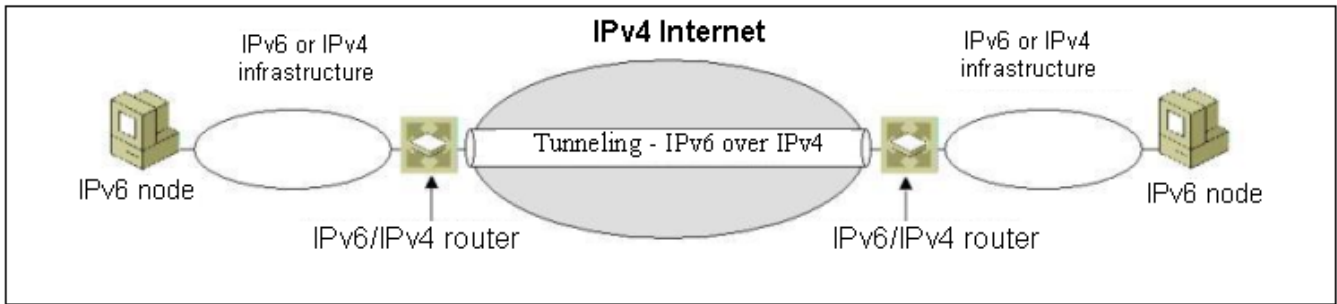 IPv4 Internet
IPv6 or IPv4
infrastructure
IPv6 or IPv4
infrastructure
Tunneling - IPv6 over IPv4
IPv6 node
IPv6 node
IPv6/IPv4 router
IPv6/IPv4 router